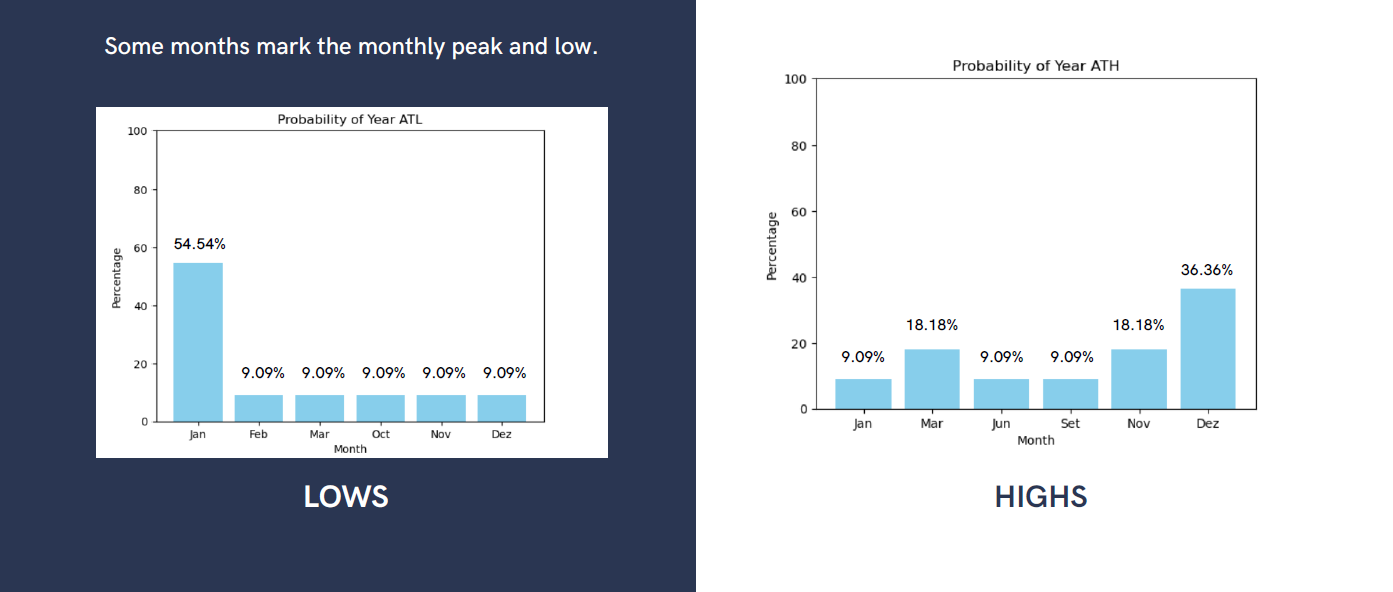 Some months mark the monthly peak and low.
Probability of Year ATL
100
80
60
40
20
0
Percentage
54.54%
9.09% 9.09% 9.09% 9.09% 9.09%
Jan Feb Mar Oct Nov Dez
Month
LOWS
Probability of Year ATH
100
80
60
40
20
0
Percentage
9.09% 18.18% 9.09% 9.09% 18.18% 36.36%
Jan Mar Jun Set Nov Dez
Month
HIGHS